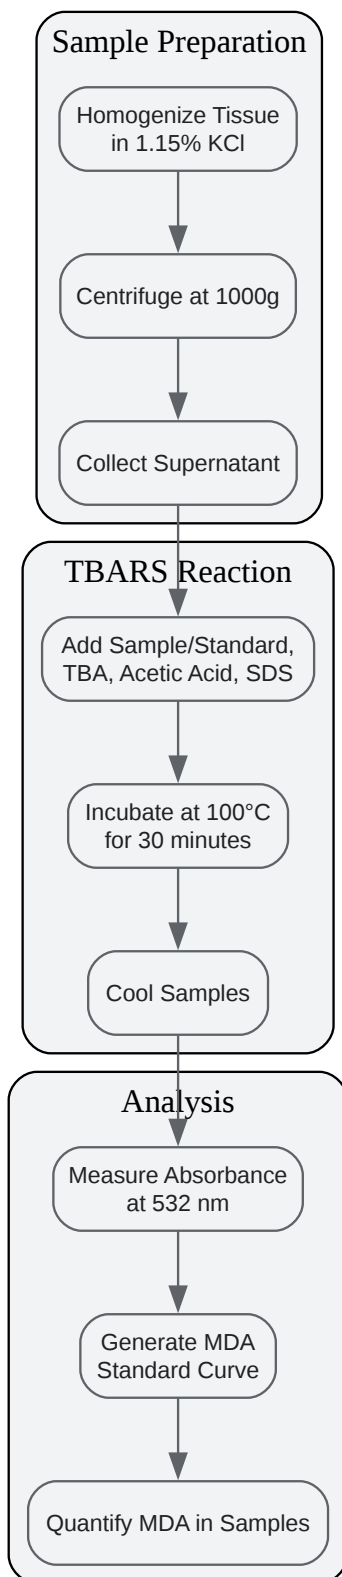 Sample Preparation
Homogenize Tissue
in 1.15% KCl
Centrifuge at 1000g
Collect Supernatant
TBARS Reaction
Add Sample/Standard,
TBA, Acetic Acid, SDS
Incubate at 100°C
for 30 minutes
Cool Samples
Analysis
Measure Absorbance
at 532 nm
Generate MDA
Standard Curve
Quantify MDA in Samples